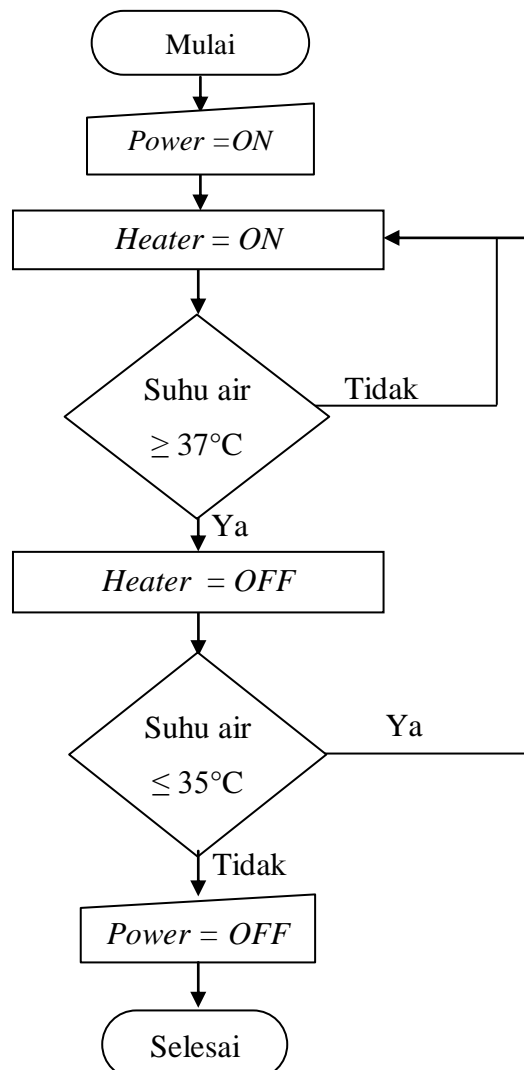 Mulai
Power =ON
Heater = ON
Suhu air
≥ 37°C
Tidak
Ya
Heater = OFF
Suhu air
≤ 35°C
Ya
Tidak
Power = OFF
Selesai